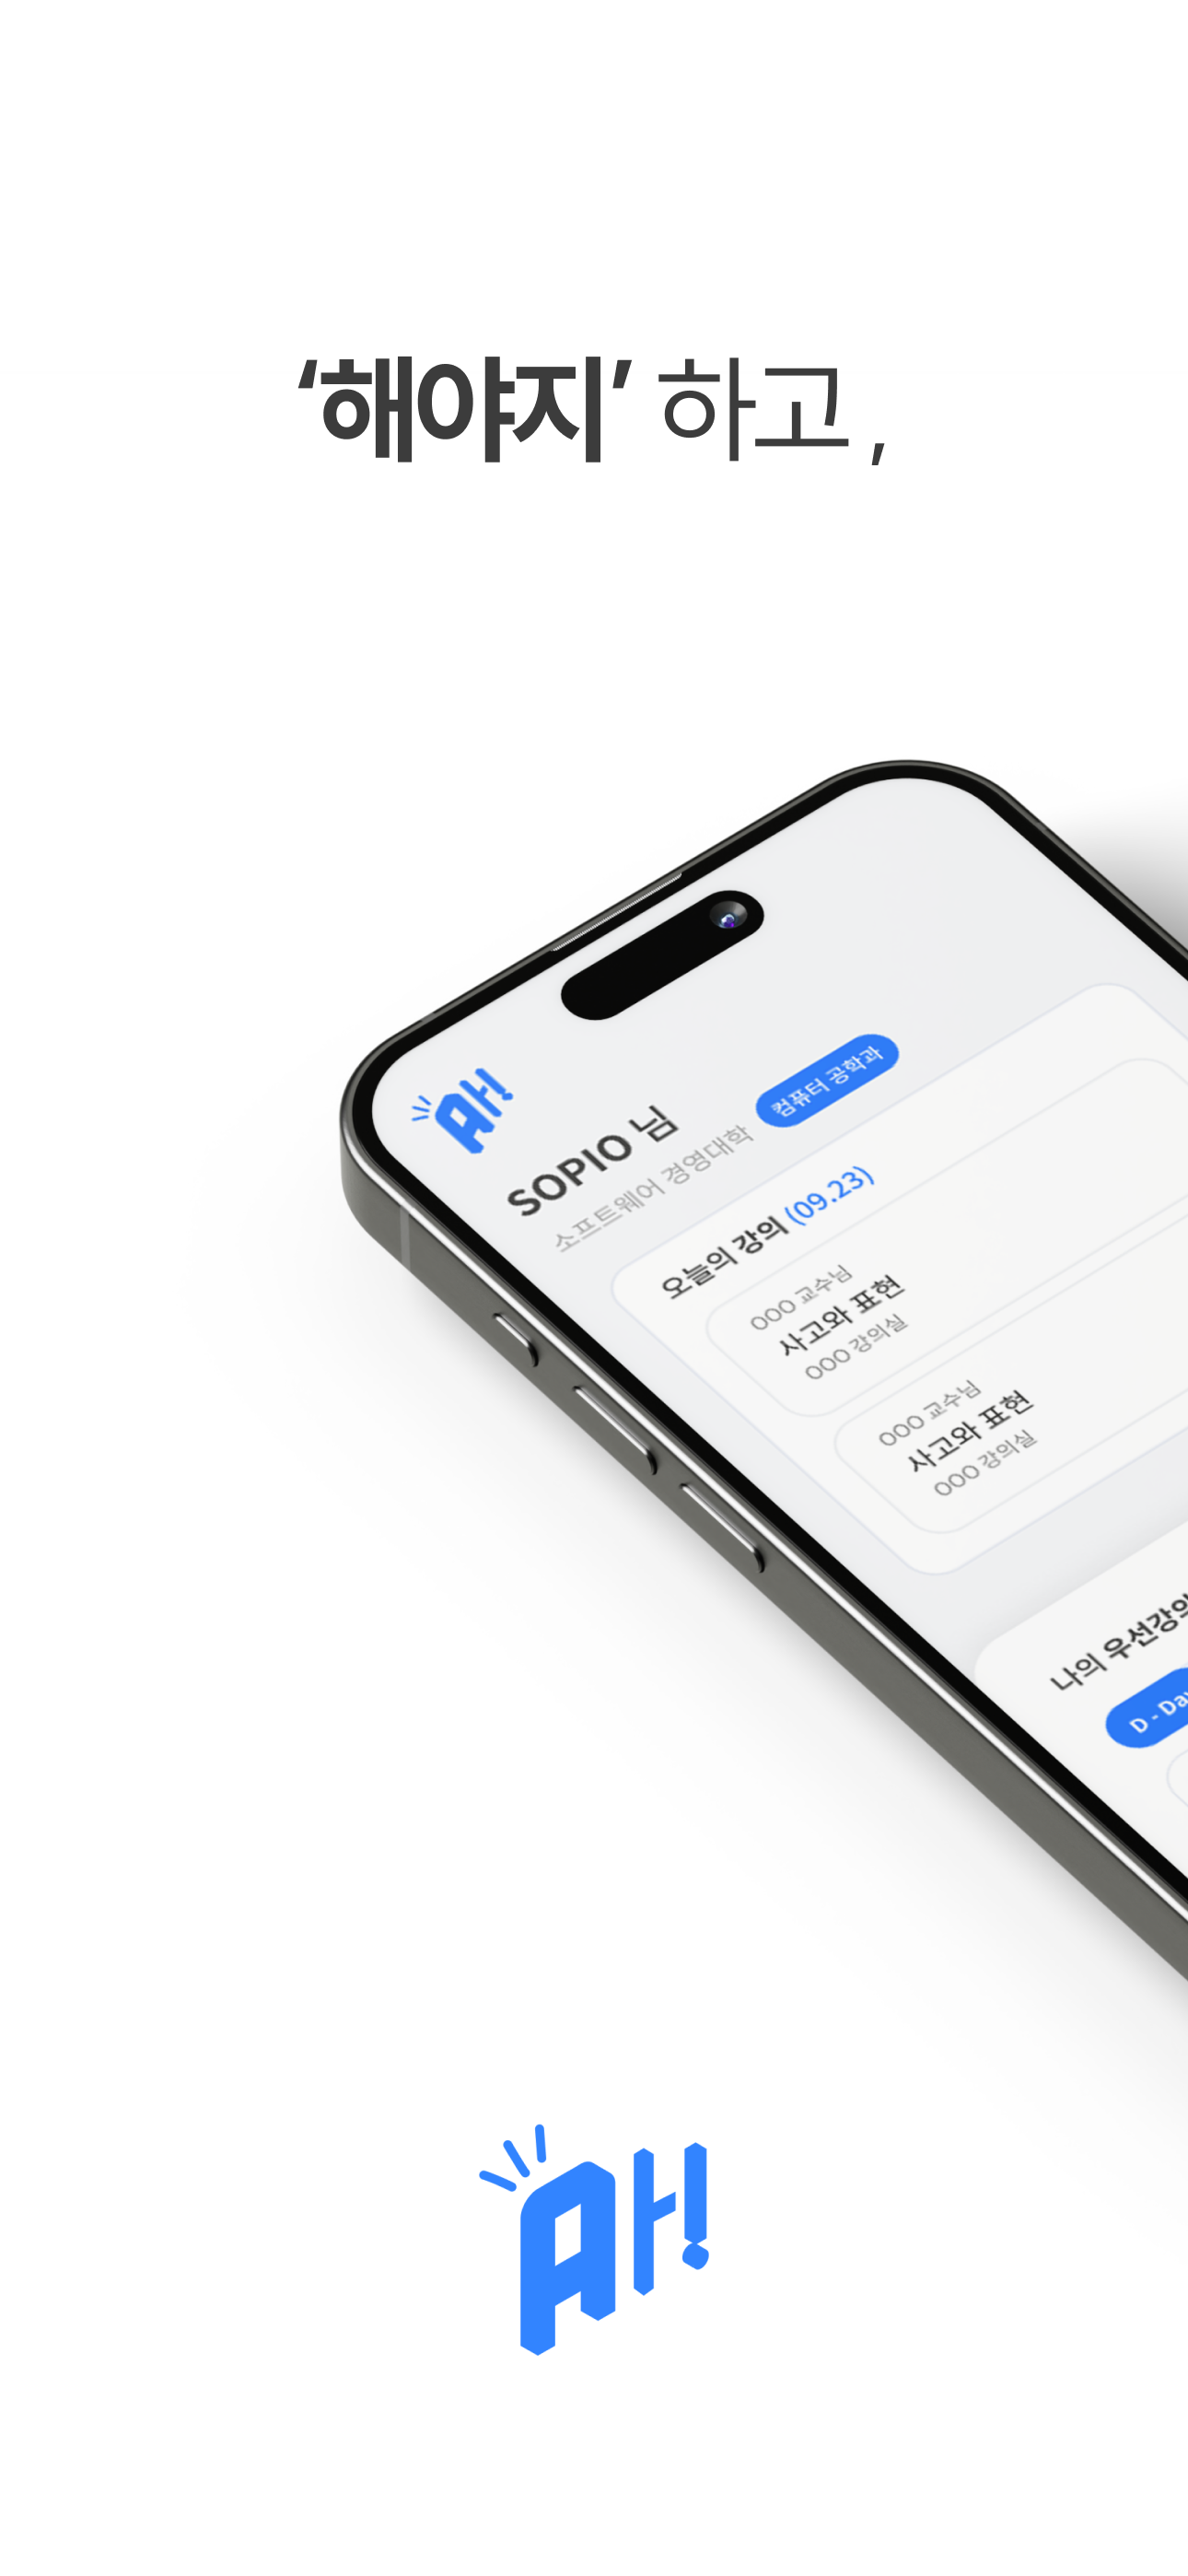 ‘해야지’ 하고,
AH!
SOPIO 님
소프트웨어 경영대학 컴퓨터 공학과
오늘의 강의 (09.23)
OOO 교수님
사고와 표현
OOO 강의실
OOO 교수님
사고와 표현
OOO 강의실
나의 우선강의
D - Da
AH!